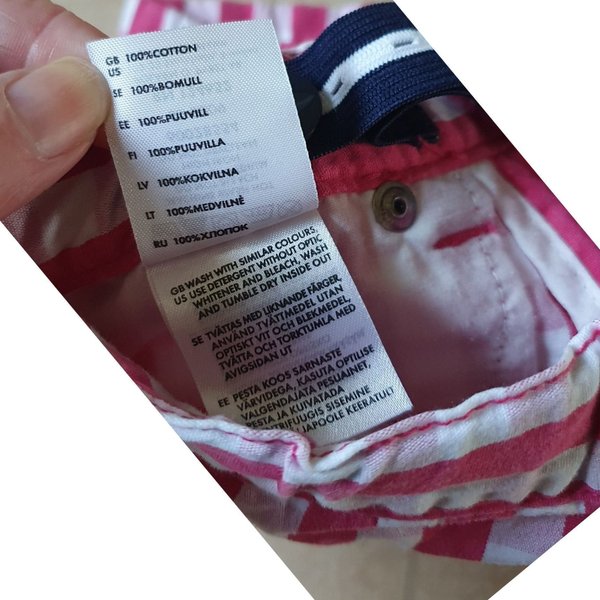 GB 100%COTTON
US
SE 100%BOMULL
EE 100%PUUVILL
FI 100%PUUVILLA
LV 100%KOKVILNA
LT 100%MEDVILNĖ
RU 100%ХЛОПОК
GB WASH WITH SIMILAR COLOURS,
US USE DETERGENT WITHOUT OPTIC
WHITENER AND BLEACH, WASH
AND TUMBLE DRY INSIDE OUT
SE TVÄTTAS MED LIKNANDE FÄRGER,
ANVÄND TVÄTTMEDEL UTAN
OPTISKT VIT OCH BLEKMEDEL,
TVÄTTA OCH TORKTUMLA MED
AVIGSIDAN UT
EE PESTA KOOS SARNASTE
VÄRVIDEGA, KASUTA OPTILISE
VALGENDAJATA PESUAINET,
PESTA JA KUIVATADA
SISEMINE
KEERATULT